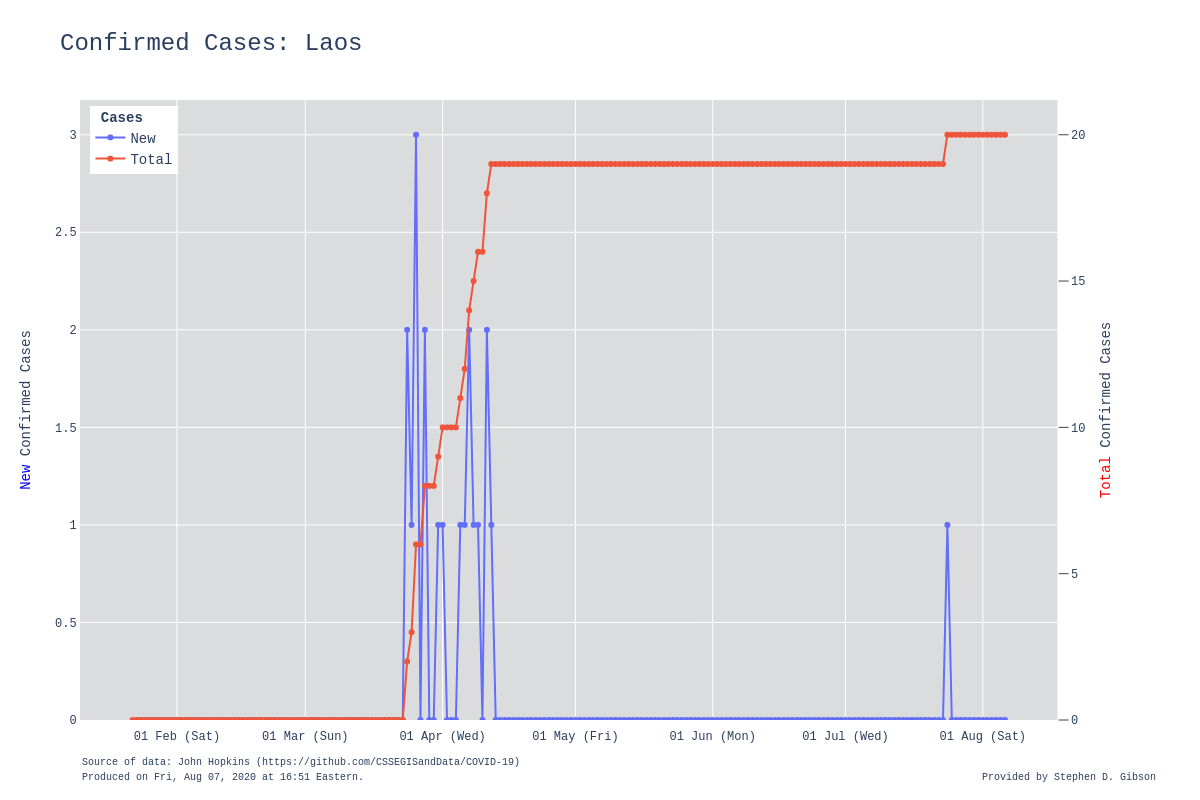 Confirmed Cases: Laos
Cases
New
Total
3
2.5
2
1.5
1
0.5
0
New Confirmed Cases
20
15
10
5
0
Total Confirmed Cases
01 Feb (Sat)
01 Mar (Sun)
01 Apr (Wed)
01 May (Fri)
01 Jun (Mon)
01 Jul (Wed)
01 Aug (Sat)
Source of data: John Hopkins (https://github.com/CSSEGISandData/COVID-19)
Produced on Fri, Aug 07, 2020 at 16:51 Eastern.
Provided by Stephen D. Gibson